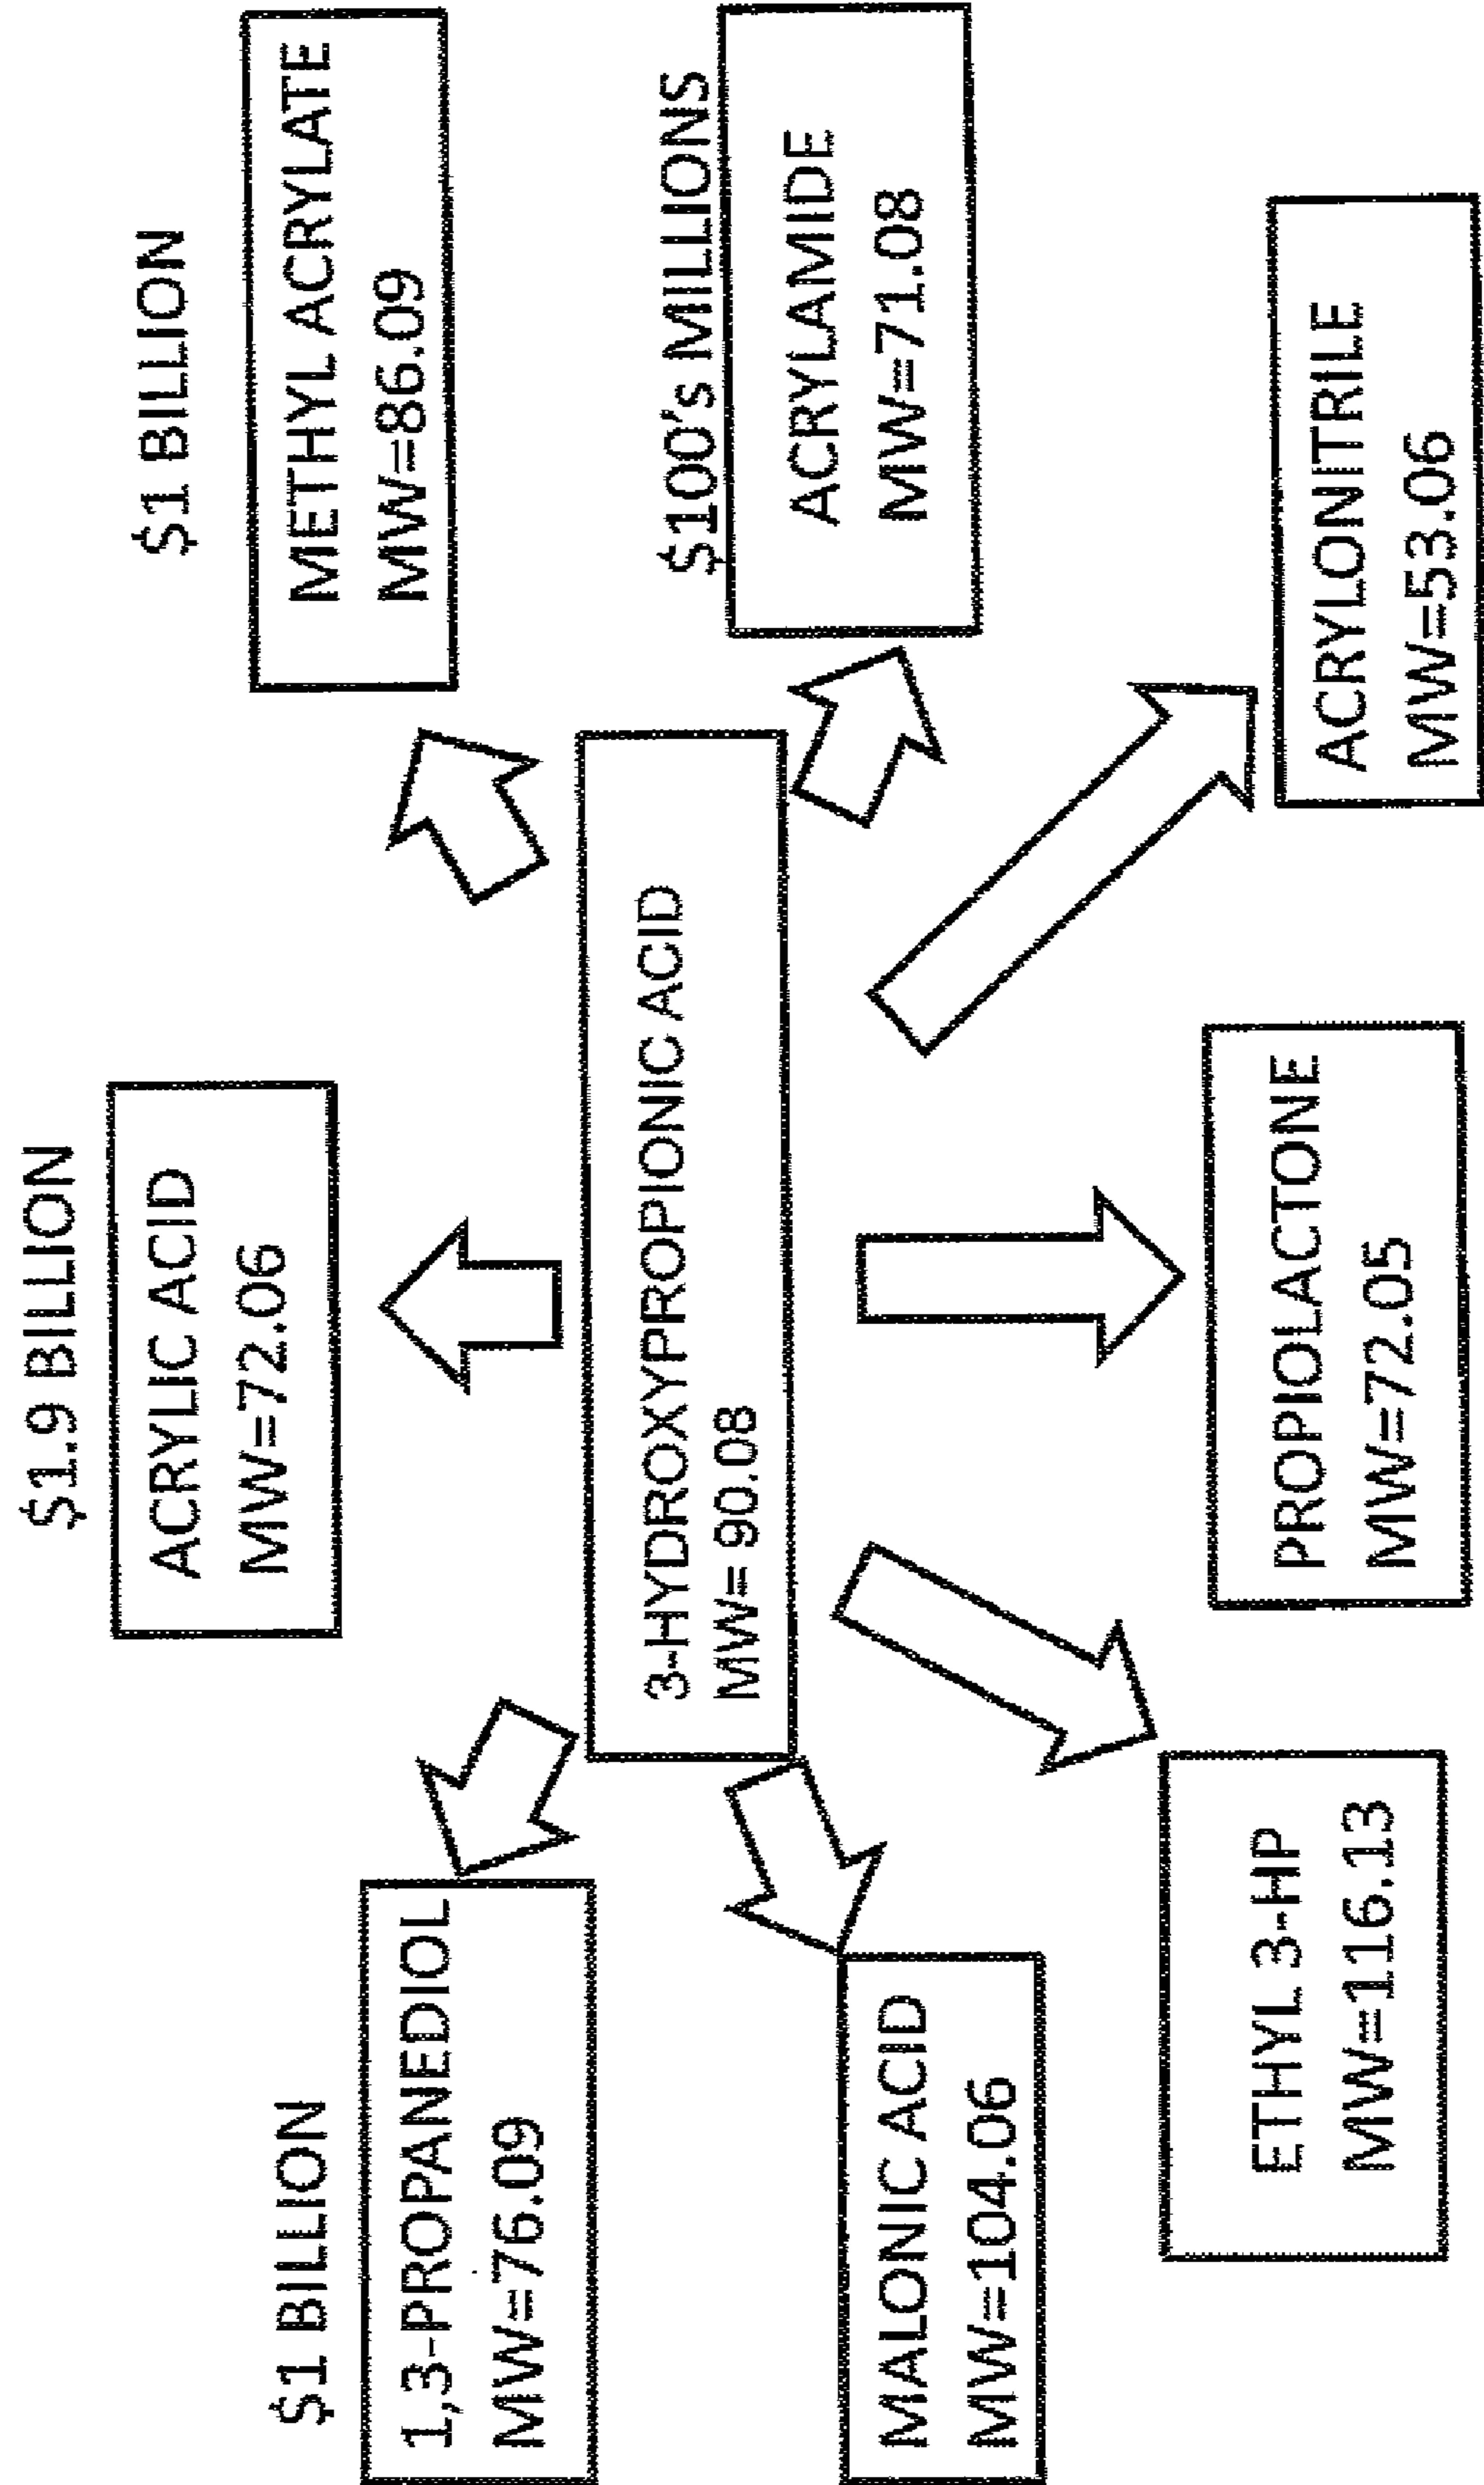 $1.9 BILLION
ACRYLIC ACID
MW=72.06
$1 BILLION
1,3-PROPANEDIOL
MW=76.09
$1 BILLION
METHYL ACRYLATE
MW=86.09
3-HYDROXYPROPIONIC ACID
MW= 90.08
$100's MILLIONS
ACRYLAMIDE
MW=71.08
MALONIC ACID
MW=104.06
ETHYL 3-HP
MW=116.13
PROPIOLACTONE
MW=72.05
ACRYLONITRILE
MW=53.06